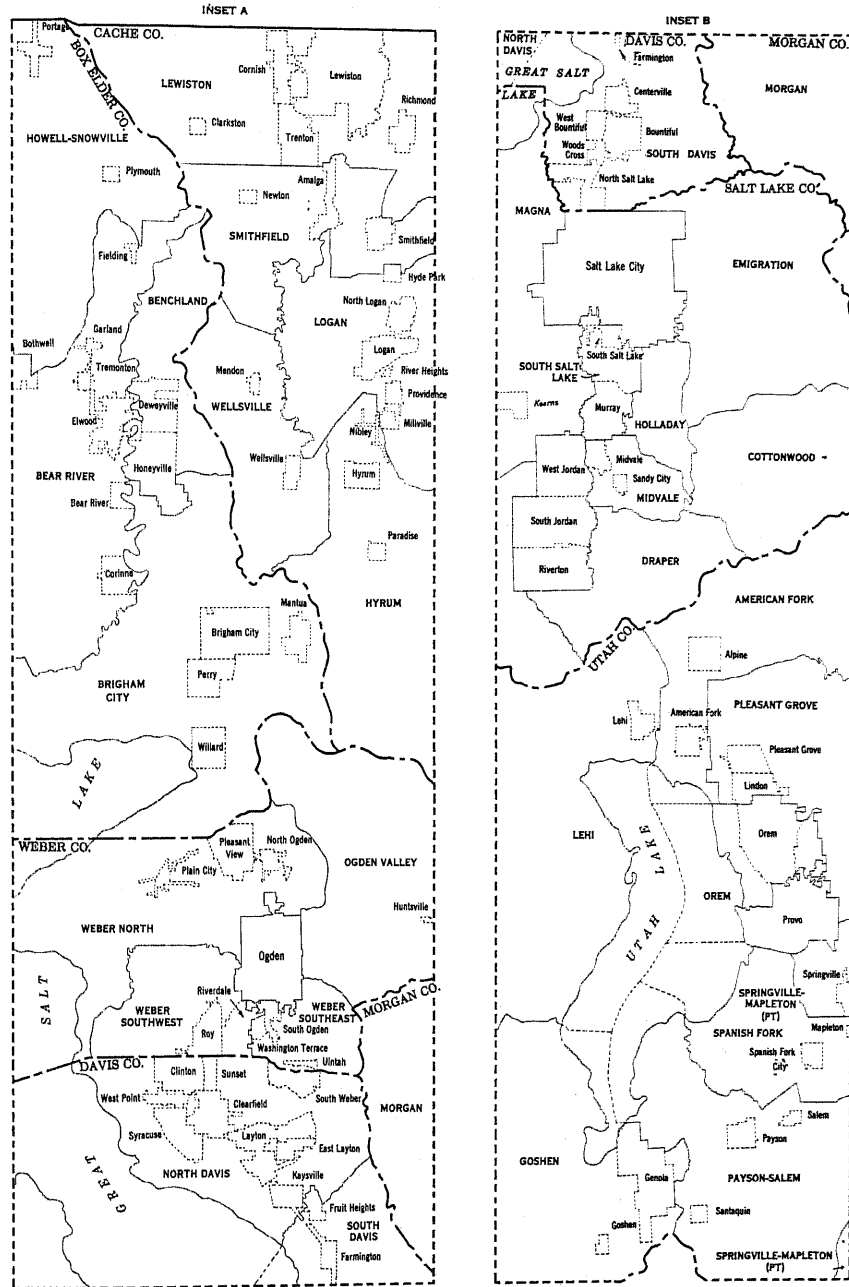 INSET A
Portage
CACHE CO.
BOX ELDER CO.
LEWISTON
Cornish
Lewiston
Richmond
Clarkston
Trenton
HOWELL-SNOWVILLE
Plymouth
Amalga
Newton
SMITHFIELD
Smithfield
Fielding
Hyde Park
BENCHLAND
North Logan
LOGAN
Garland
Bothwell
Logan
Tremonton
River Heights
Mendon
Providence
WELLSVILLE
Deweyville
Elwood
Millville
Nibley
Honeyville
Wellsville
Hyrum
BEAR RIVER
Bear River
Paradise
Corinne
HYRUM
Mantua
Brigham City
Perry
BRIGHAM
CITY
Willard
LAKE
WEBER CO.
Pleasant
View
North Ogden
Plain City
OGDEN VALLEY
Huntsville
WEBER NORTH
Ogden
SALT
Riverdale
WEBER
SOUTHWEST
WEBER
SOUTHEAST
MORGAN CO.
Roy
South Ogden
Washington Terrace
DAVIS CO.
Uintah
Clinton
Sunset
West Point
South Weber
Clearfield
MORGAN
Syracuse
Layton
East Layton
GREAT
NORTH DAVIS
Kaysville
Fruit Heights
SOUTH
DAVIS
Farmington
INSET B
NORTH
DAVIS
DAVIS CO.
MORGAN CO.
Farmington
GREAT SALT
LAKE
Centerville
MORGAN
West
Bountiful
Bountiful
Woods
Cross
SOUTH DAVIS
North Salt Lake
SALT LAKE CO.
MAGNA
Salt Lake City
EMIGRATION
South Salt Lake
SOUTH SALT
LAKE
Kearns
Murray
HOLLADAY
Midvale
COTTONWOOD
West Jordan
Sandy City
MIDVALE
South Jordan
Riverton
DRAPER
AMERICAN FORK
UTAH CO.
Alpine
PLEASANT GROVE
Lehi
American Fork
Pleasant Grove
Lindon
LEHI
Orem
UTAH LAKE
OREM
Provo
Springville
SPRINGVILLE-
MAPLETON
(PT)
Mapleton
SPANISH FORK
Spanish Fork
City
Salem
Payson
GOSHEN
Genola
PAYSON-SALEM
Santaquin
Goshen
SPRINGVILLE-MAPLETON
(PT)